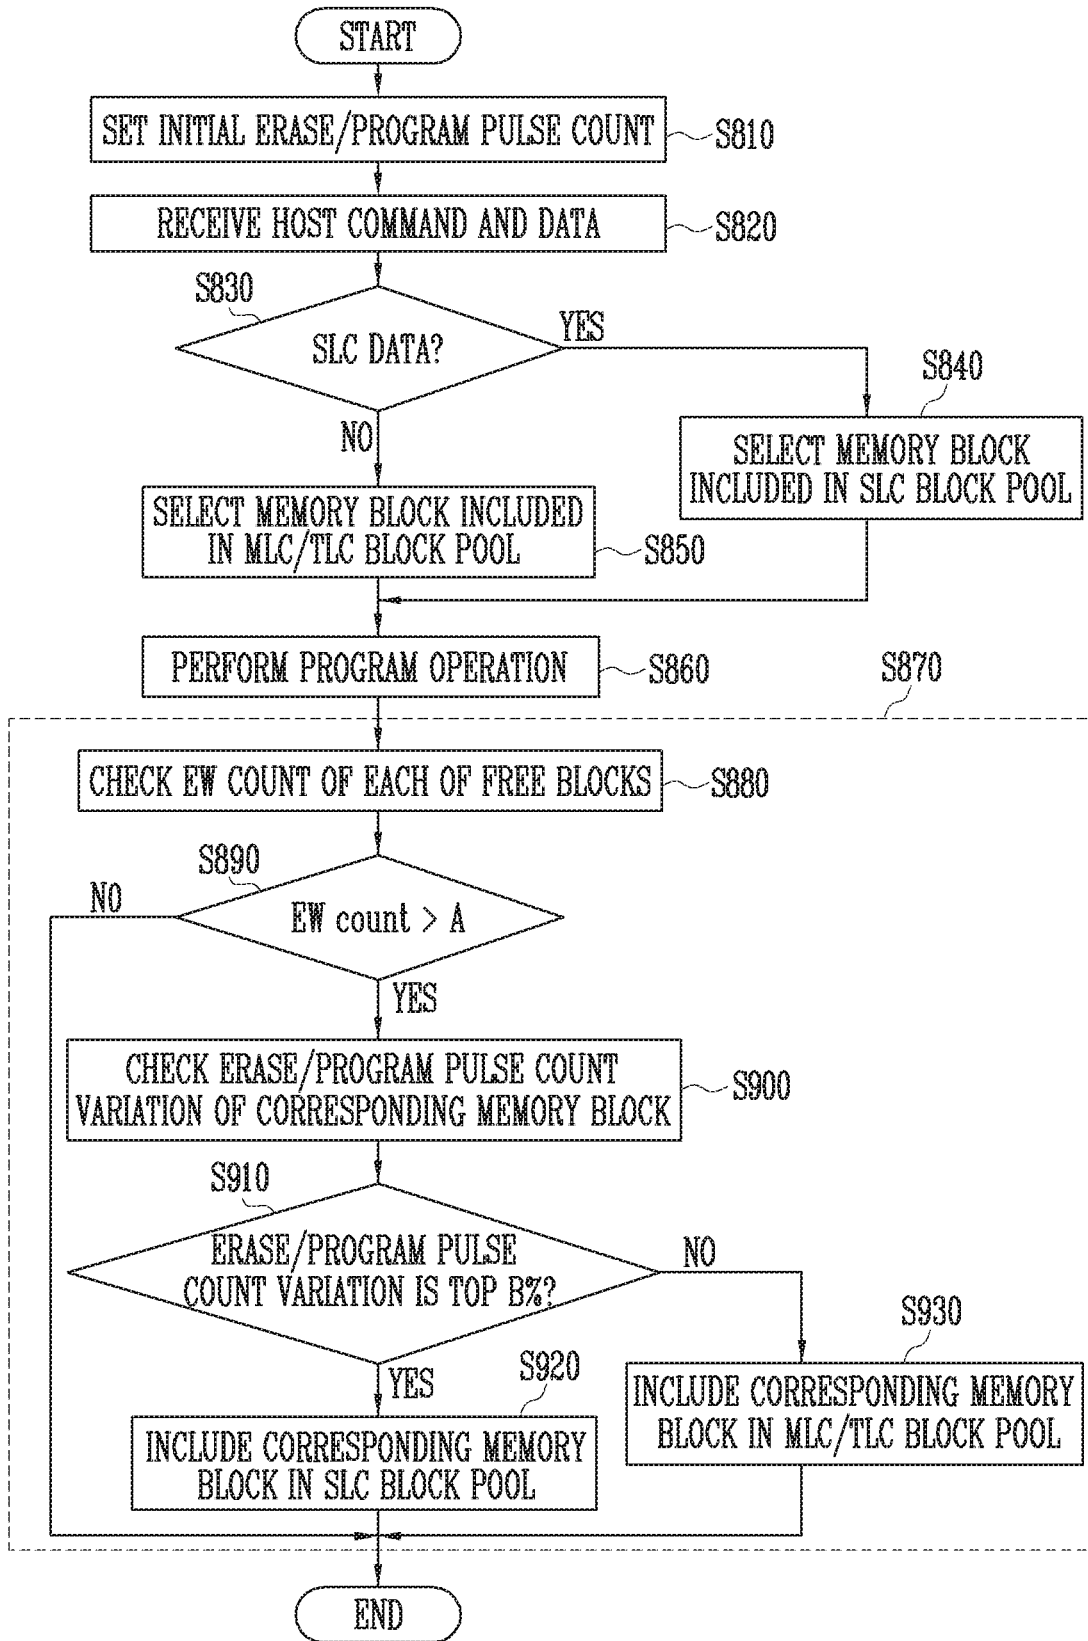 START
SET INITIAL ERASE/PROGRAM PULSE COUNT
S810
RECEIVE HOST COMMAND AND DATA
S820
S830
SLC DATA?
YES
NO
S840
SELECT MEMORY BLOCK
INCLUDED IN SLC BLOCK POOL
SELECT MEMORY BLOCK INCLUDED
IN MLC/TLC BLOCK POOL
S850
PERFORM PROGRAM OPERATION
S860
S870
CHECK EW COUNT OF EACH OF FREE BLOCKS
S880
S890
NO
EW count > A
YES
CHECK ERASE/PROGRAM PULSE COUNT
VARIATION OF CORRESPONDING MEMORY BLOCK
S900
S910
ERASE/PROGRAM PULSE
COUNT VARIATION IS TOP B%?
NO
YES
S920
INCLUDE CORRESPONDING MEMORY
BLOCK IN SLC BLOCK POOL
S930
INCLUDE CORRESPONDING MEMORY
BLOCK IN MLC/TLC BLOCK POOL
END